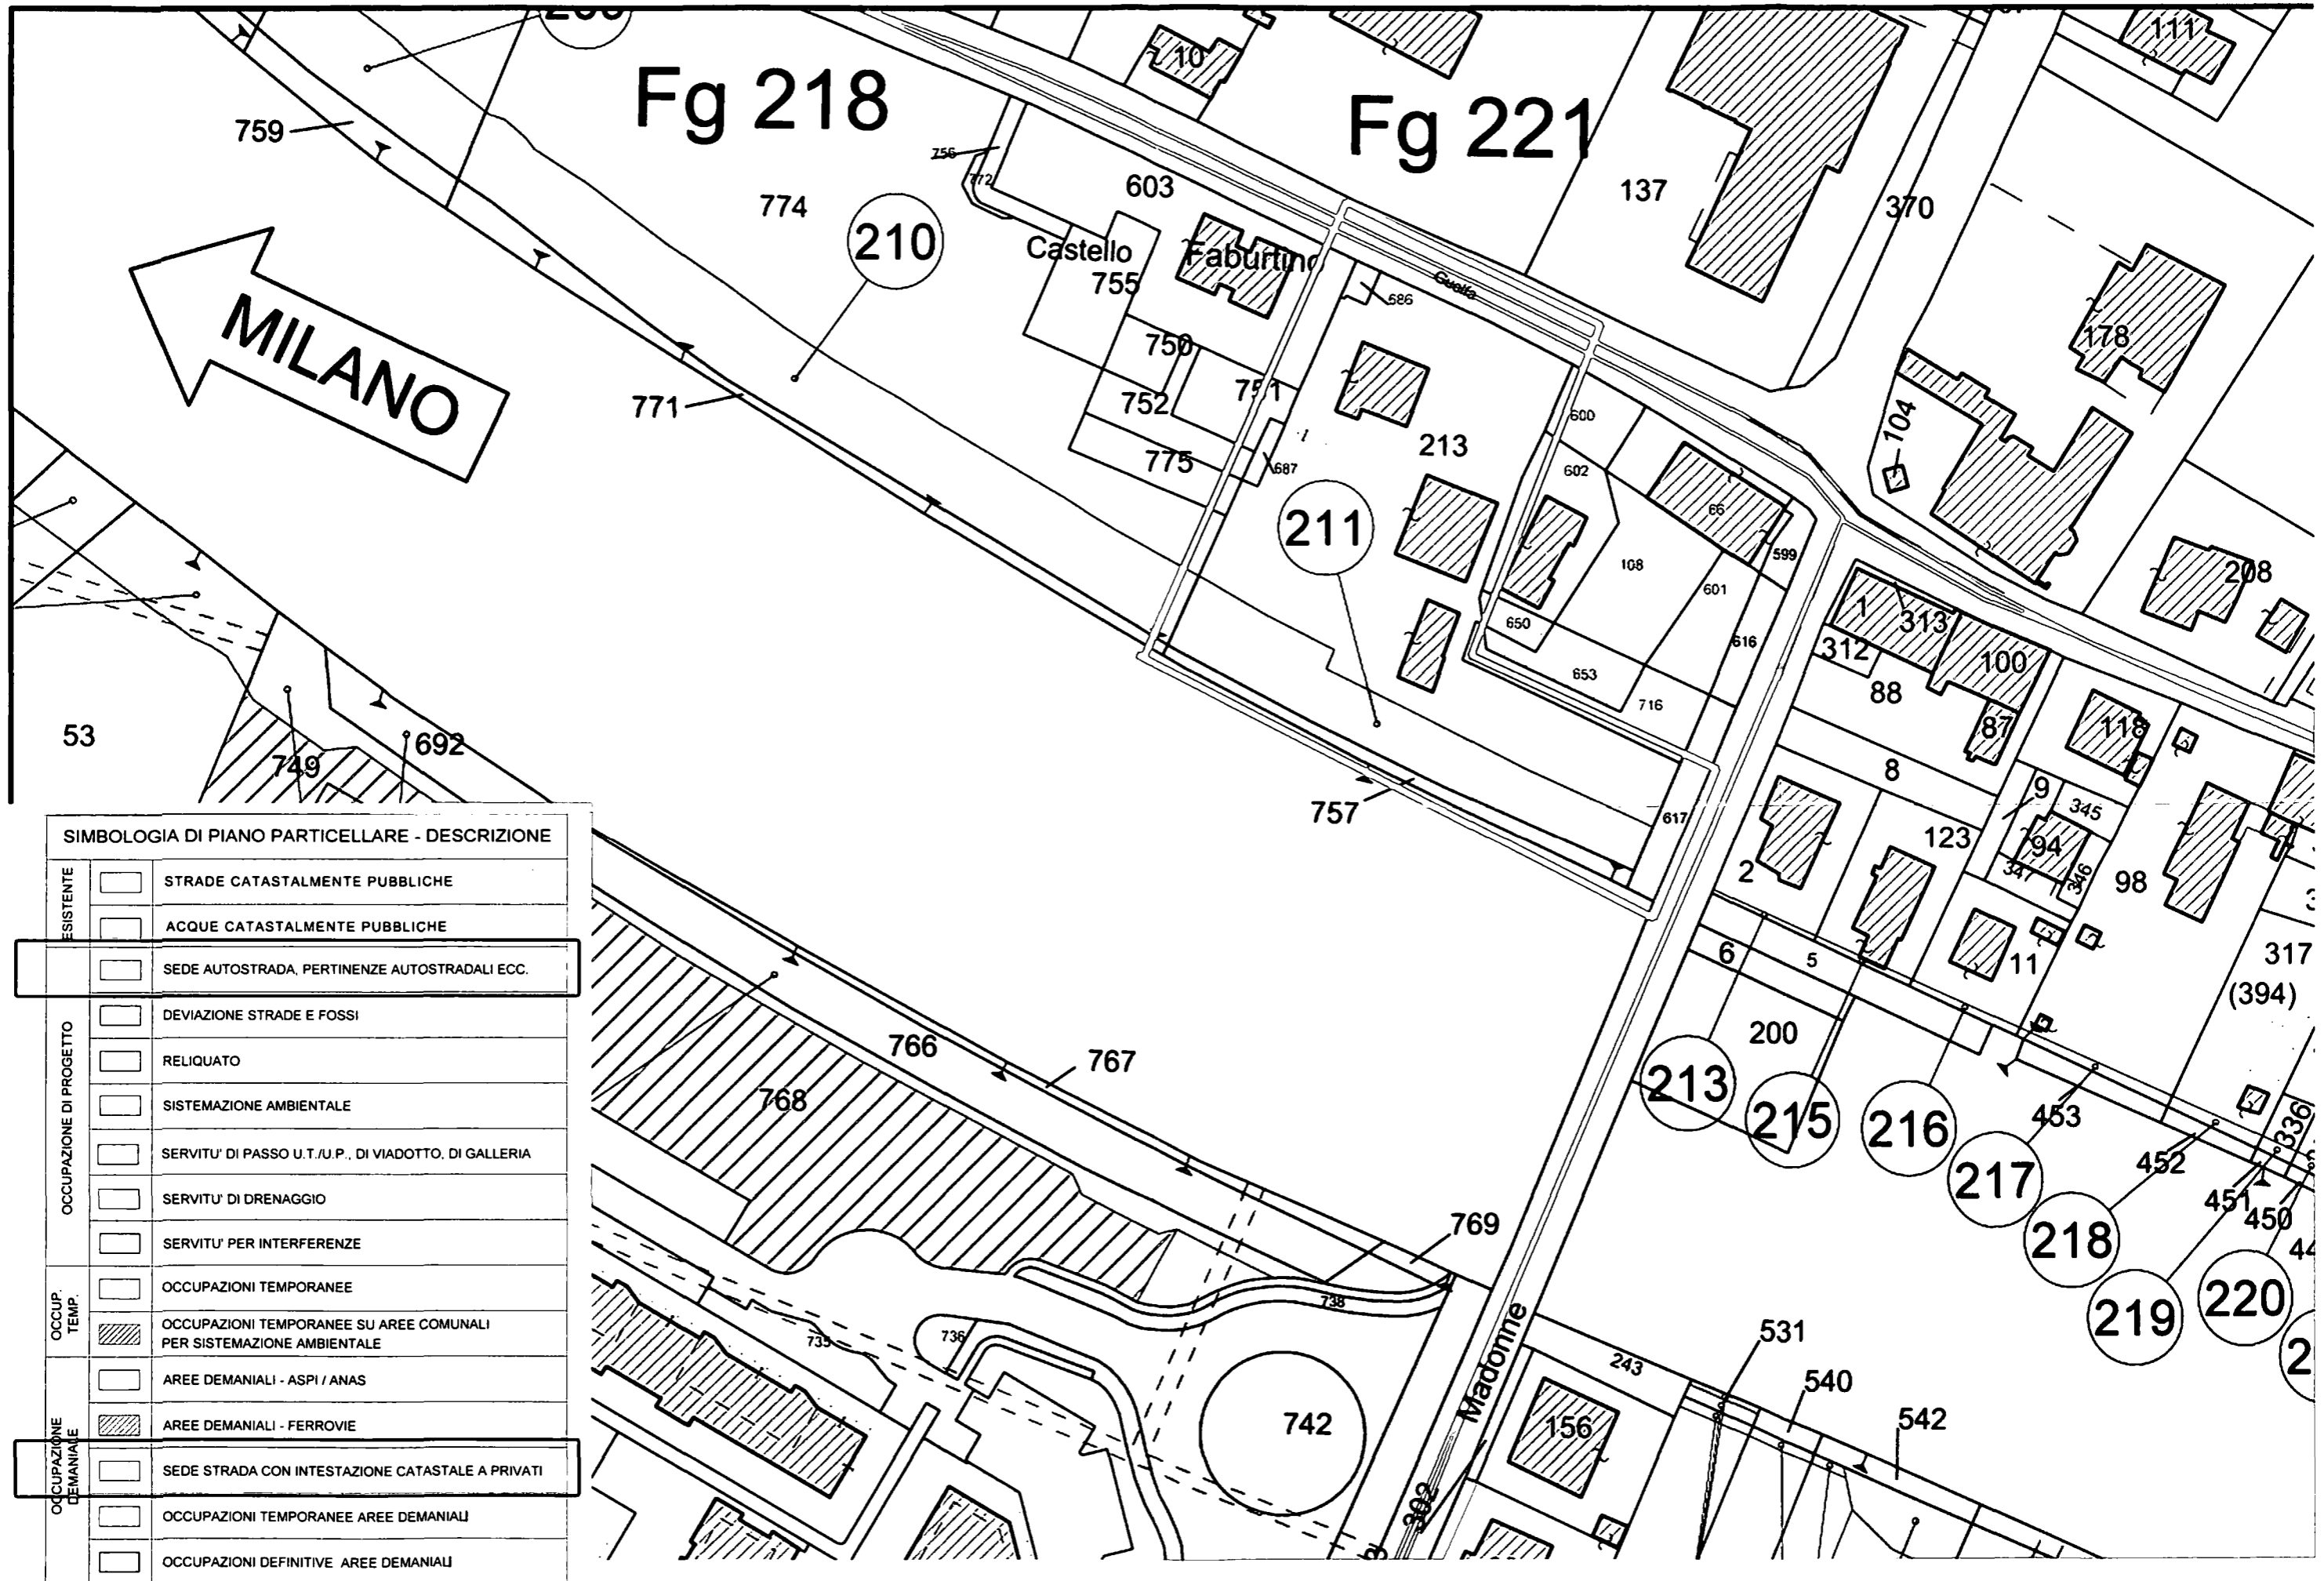 111
10
Fg 218
Fg 221
759
756
772
603
774
137
370
210
Castello
Faburtino
755
Guelfa
686
MILANO
178
750
751
771
752
775
687
213
600
602
104
66
211
599
108
601
208
650
616
1
313
312
100
653
88
716
53
692
749
87
118
8
9
345
757
617
123
94
347
346
2
98
6
5
11
317
(394)
200
766
767
768
213
215
216
453
336
217
452
451
450
218
769
219
220
738
735
736
Madonne
531
243
540
742
156
542
302
SIMBOLOGIA DI PIANO PARTICELLARE - DESCRIZIONE
ESISTENTE
STRADE CATASTALMENTE PUBBLICHE
ACQUE CATASTALMENTE PUBBLICHE
SEDE AUTOSTRADA, PERTINENZE AUTOSTRADALI ECC.
OCCUPAZIONE DI PROGETTO
DEVIAZIONE STRADE E FOSSI
RELIQUATO
SISTEMAZIONE AMBIENTALE
SERVITU' DI PASSO U.T./U.P., DI VIADOTTO, DI GALLERIA
SERVITU' DI DRENAGGIO
SERVITU' PER INTERFERENZE
OCCUP. TEMP.
OCCUPAZIONI TEMPORANEE
OCCUPAZIONI TEMPORANEE SU AREE COMUNALI
PER SISTEMAZIONE AMBIENTALE
OCCUPAZIONE DEMANIALE
AREE DEMANIALI - ASPI / ANAS
AREE DEMANIALI - FERROVIE
SEDE STRADA CON INTESTAZIONE CATASTALE A PRIVATI
OCCUPAZIONI TEMPORANEE AREE DEMANIALI
OCCUPAZIONI DEFINITIVE AREE DEMANIALI